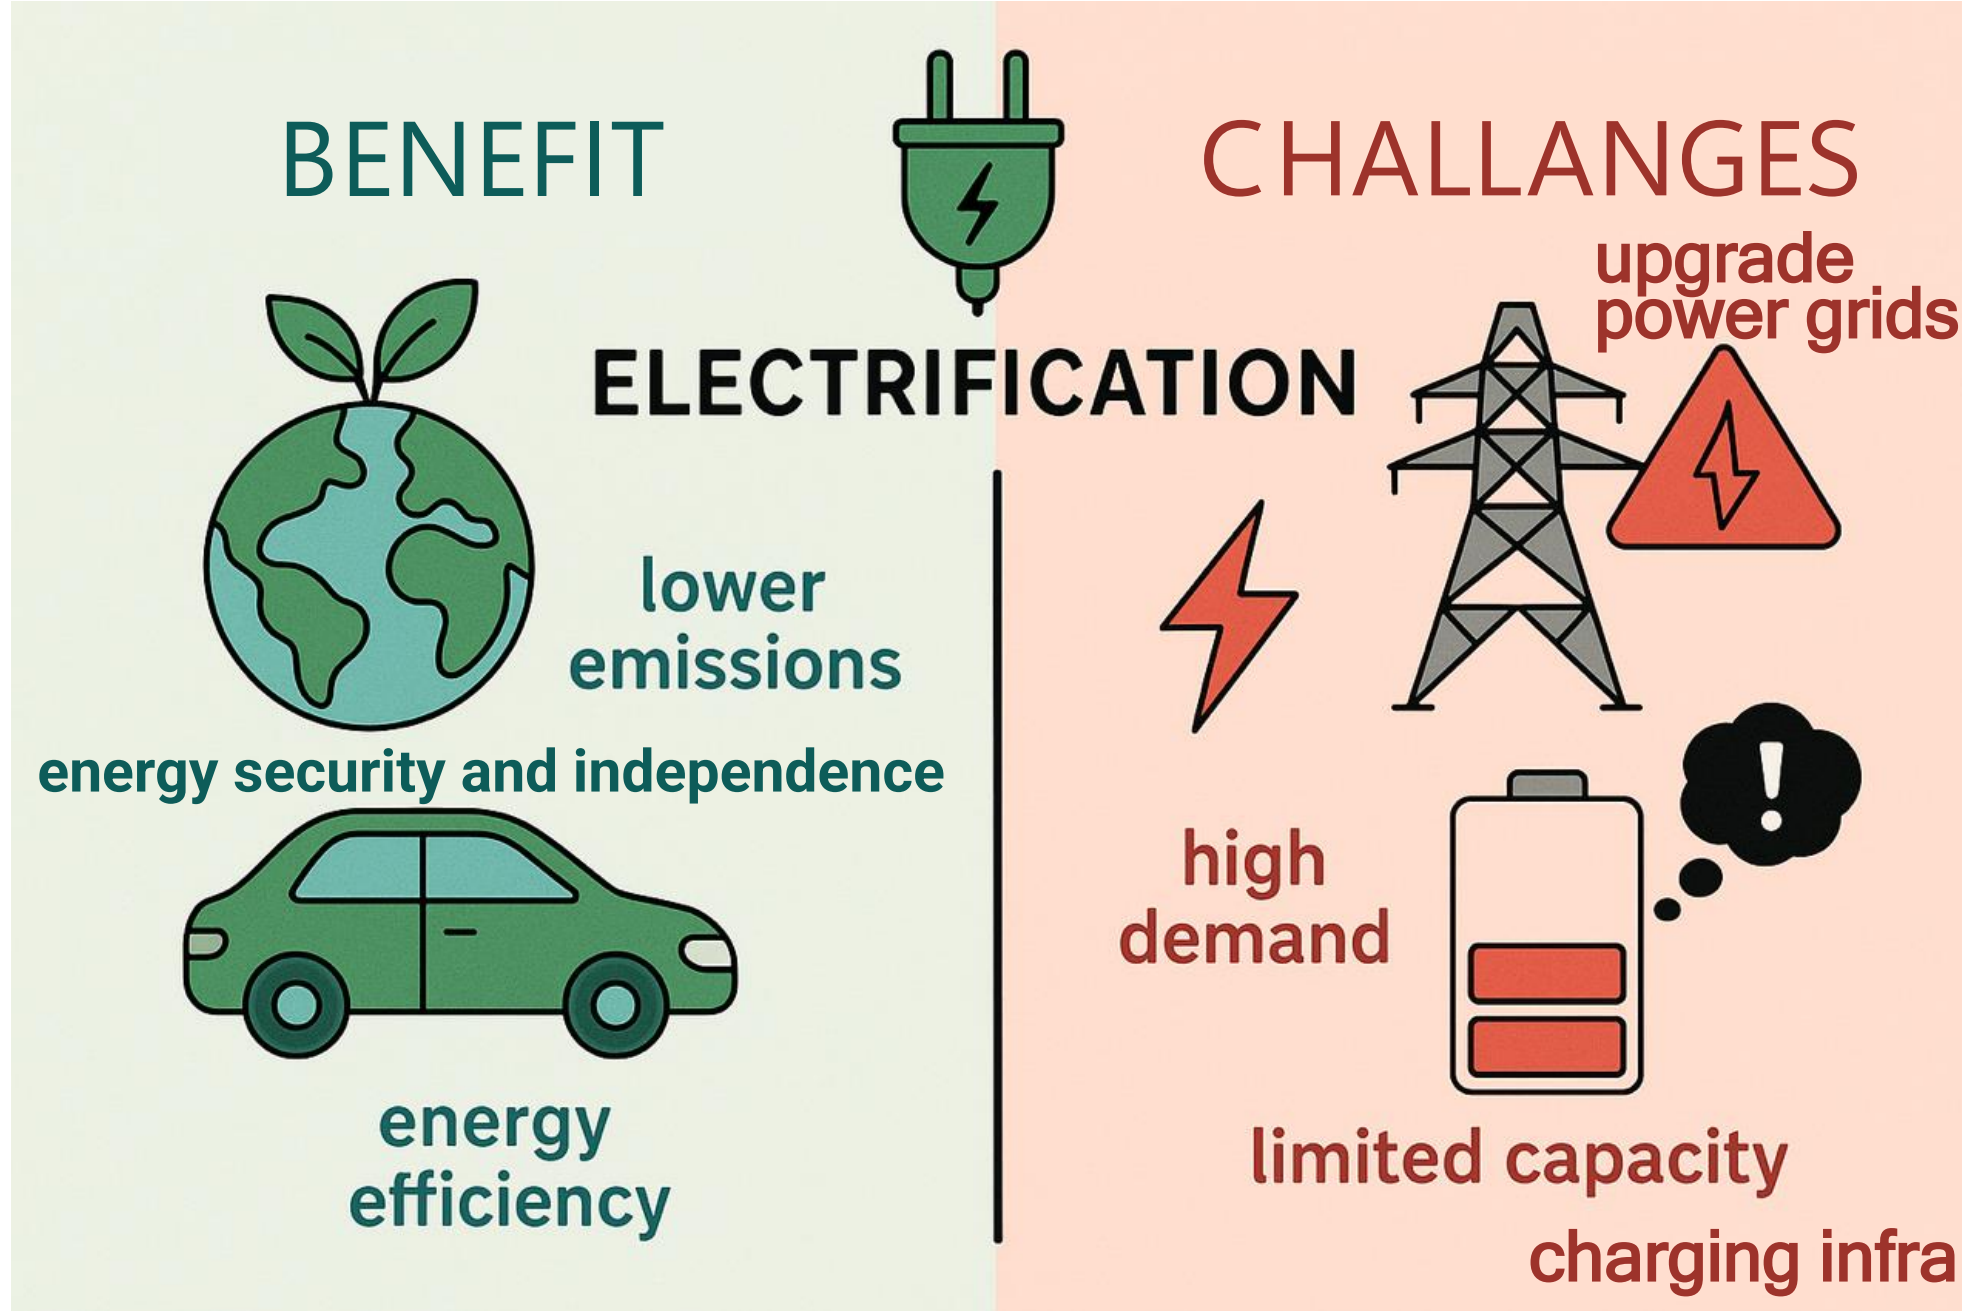 BENEFIT
CHALLANGES
upgrade
power grids
ELECTRIFICATION
lower
emissions
energy security and independence
energy
efficiency
high
demand
!
limited capacity
charging infra